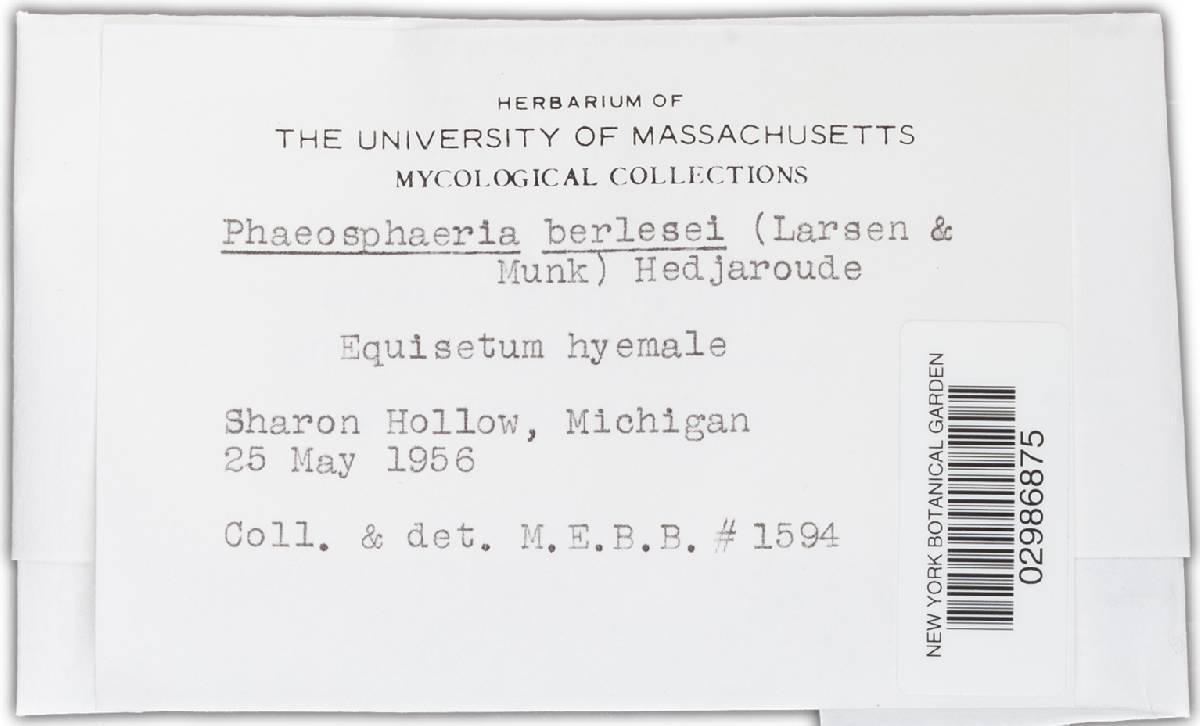 HERBARIUM OF
THE UNIVERSITY OF MASSACHUSETTS
MYCOLOGICAL COLLECTIONS
Phaeosphaeria berlesei (Larsen &
Munk) Hedjaroude
Equisetum hyemale
Sharon Hollow, Michigan
25 May 1956
Coll. & det. M.E.B.B. # 1594
NEW YORK BOTANICAL GARDEN
02986875